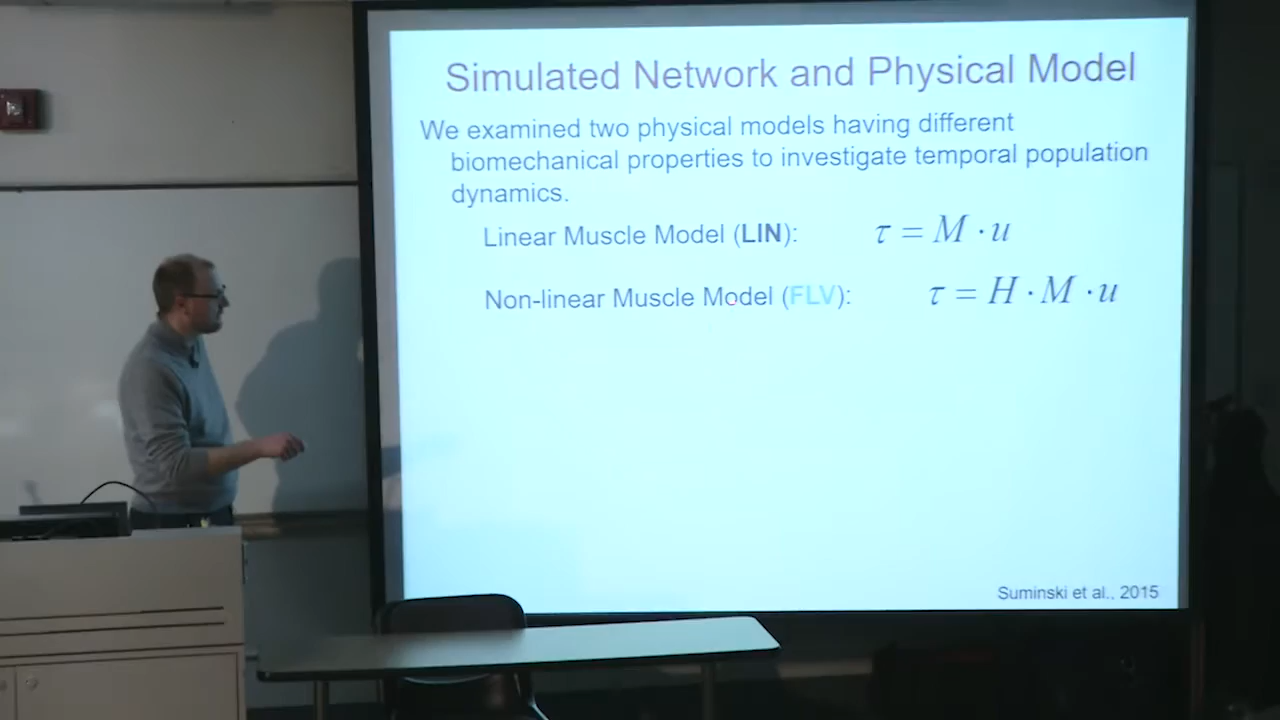 Simulated Network and Physical Model
We examined two physical models having different
biomechanical properties to investigate temporal population
dynamics.
Linear Muscle Model (LIN): τ = M · u
Non-linear Muscle Model (FLV): τ = H · M · u
Suminski et al., 2015